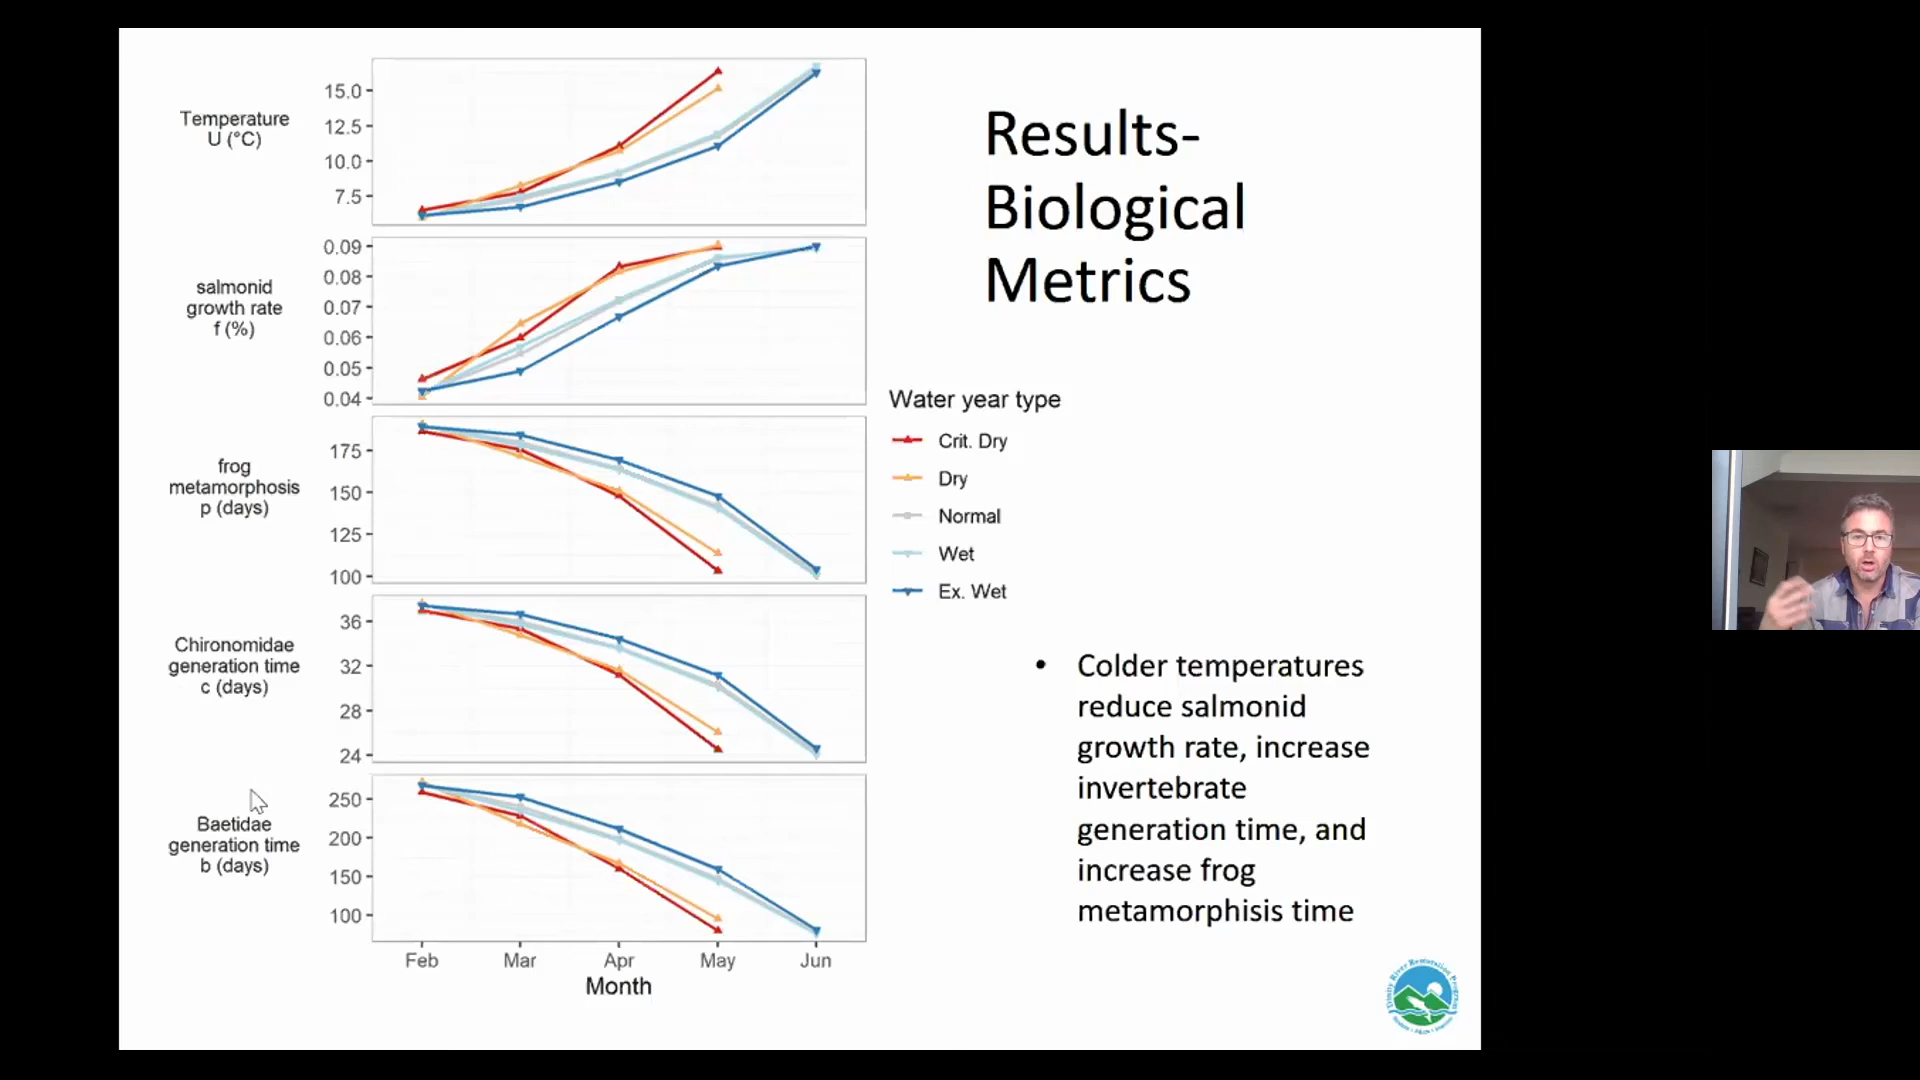 Results-
Biological
Metrics
Temperature
U (°C)
15.0
12.5
10.0
7.5
salmonid
growth rate
f (%)
0.09
0.08
0.07
0.06
0.05
0.04
frog
metamorphosis
p (days)
175
150
125
100
Chironomidae
generation time
c (days)
36
32
28
24
Baetidae
generation time
b (days)
250
200
150
100
Feb Mar Apr May Jun
Month
Water year type
Crit. Dry
Dry
Normal
Wet
Ex. Wet
• Colder temperatures
reduce salmonid
growth rate, increase
invertebrate
generation time, and
increase frog
metamorphisis time
Trinity River Restoration Program